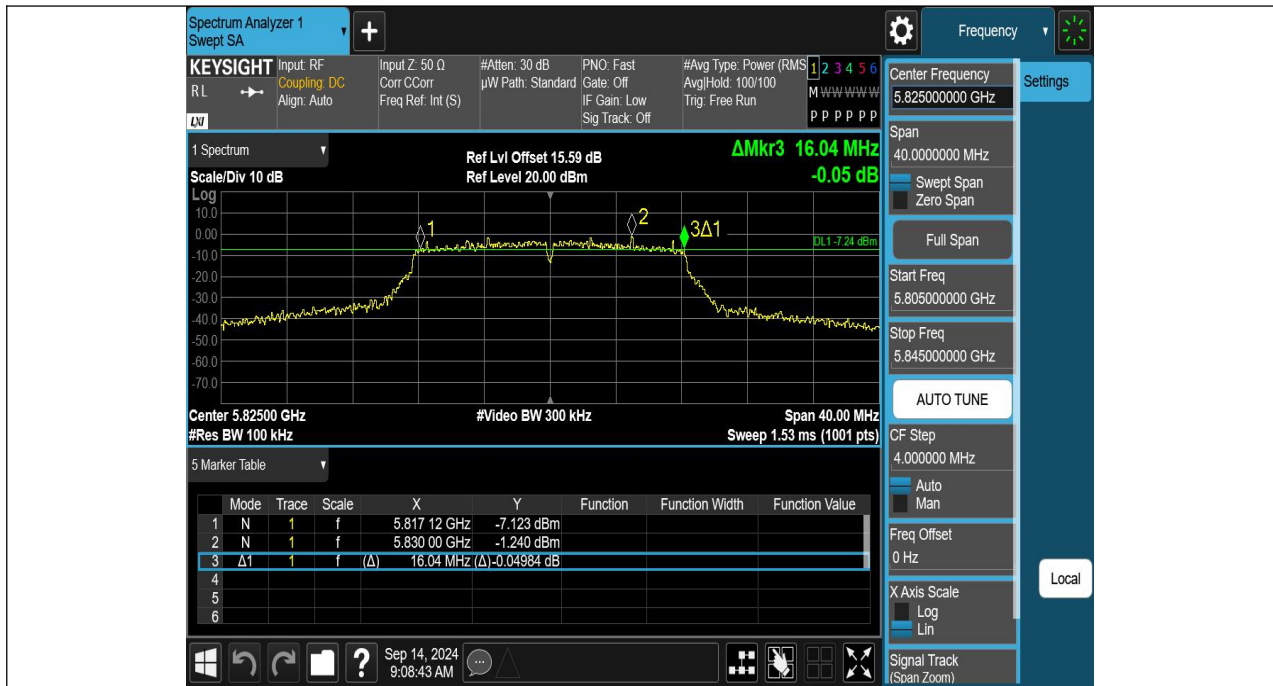 Spectrum Analyzer 1
Swept SA
+
Frequency
KEYSIGHT
RL
LXI
Input: RF
Coupling: DC
Align: Auto
Input Z: 50 Ω
Corr CCorr
Freq Ref: Int (S)
#Atten: 30 dB
µW Path: Standard
PNO: Fast
Gate: Off
IF Gain: Low
Sig Track: Off
#Avg Type: Power (RMS
Avg|Hold: 100/100
Trig: Free Run
1 2 3 4 5 6
M W W W W W
P P P P P P
1 Spectrum
Scale/Div 10 dB
Ref Lvl Offset 15.59 dB
Ref Level 20.00 dBm
ΔMkr3 16.04 MHz
-0.05 dB
Log
10.0
0.00
-10.0
-20.0
-30.0
-40.0
-50.0
-60.0
-70.0
1
2
3Δ1
DL1 -7.24 dBm
Center 5.82500 GHz
#Res BW 100 kHz
#Video BW 300 kHz
Span 40.00 MHz
Sweep 1.53 ms (1001 pts)
5 Marker Table
Mode Trace Scale X Y Function Function Width Function Value
1 N 1 f 5.817 12 GHz -7.123 dBm
2 N 1 f 5.830 00 GHz -1.240 dBm
3 Δ1 1 f (Δ) 16.04 MHz (Δ) -0.04984 dB
4
5
6
?
Sep 14, 2024
9:08:43 AM
Center Frequency
5.825000000 GHz
Span
40.0000000 MHz
Swept Span
Zero Span
Full Span
Start Freq
5.805000000 GHz
Stop Freq
5.845000000 GHz
AUTO TUNE
CF Step
4.000000 MHz
Auto
Man
Freq Offset
0 Hz
X Axis Scale
Log
Lin
Signal Track
(Span Zoom)
Settings
Local